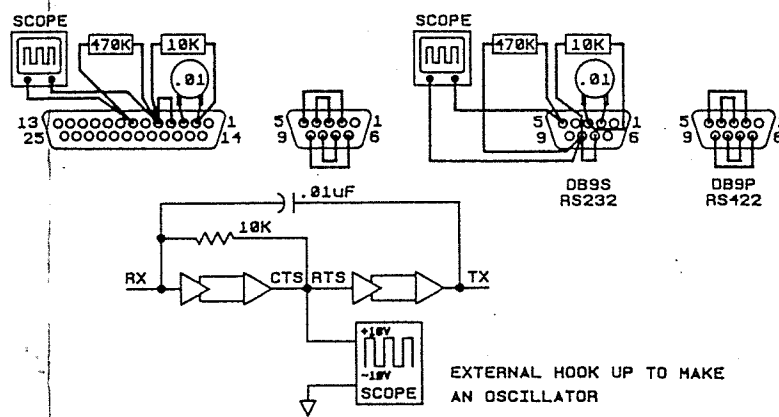 SCOPE
470K
10K
.01
13
1
25
14
5
1
9
6
SCOPE
470K
10K
.01
5
1
9
6
DB9S
RS232
5
1
9
6
DB9P
RS422
.01uF
10K
RX
CTS
RTS
TX
+10V
-10V
SCOPE
EXTERNAL HOOK UP TO MAKE
AN OSCILLATOR